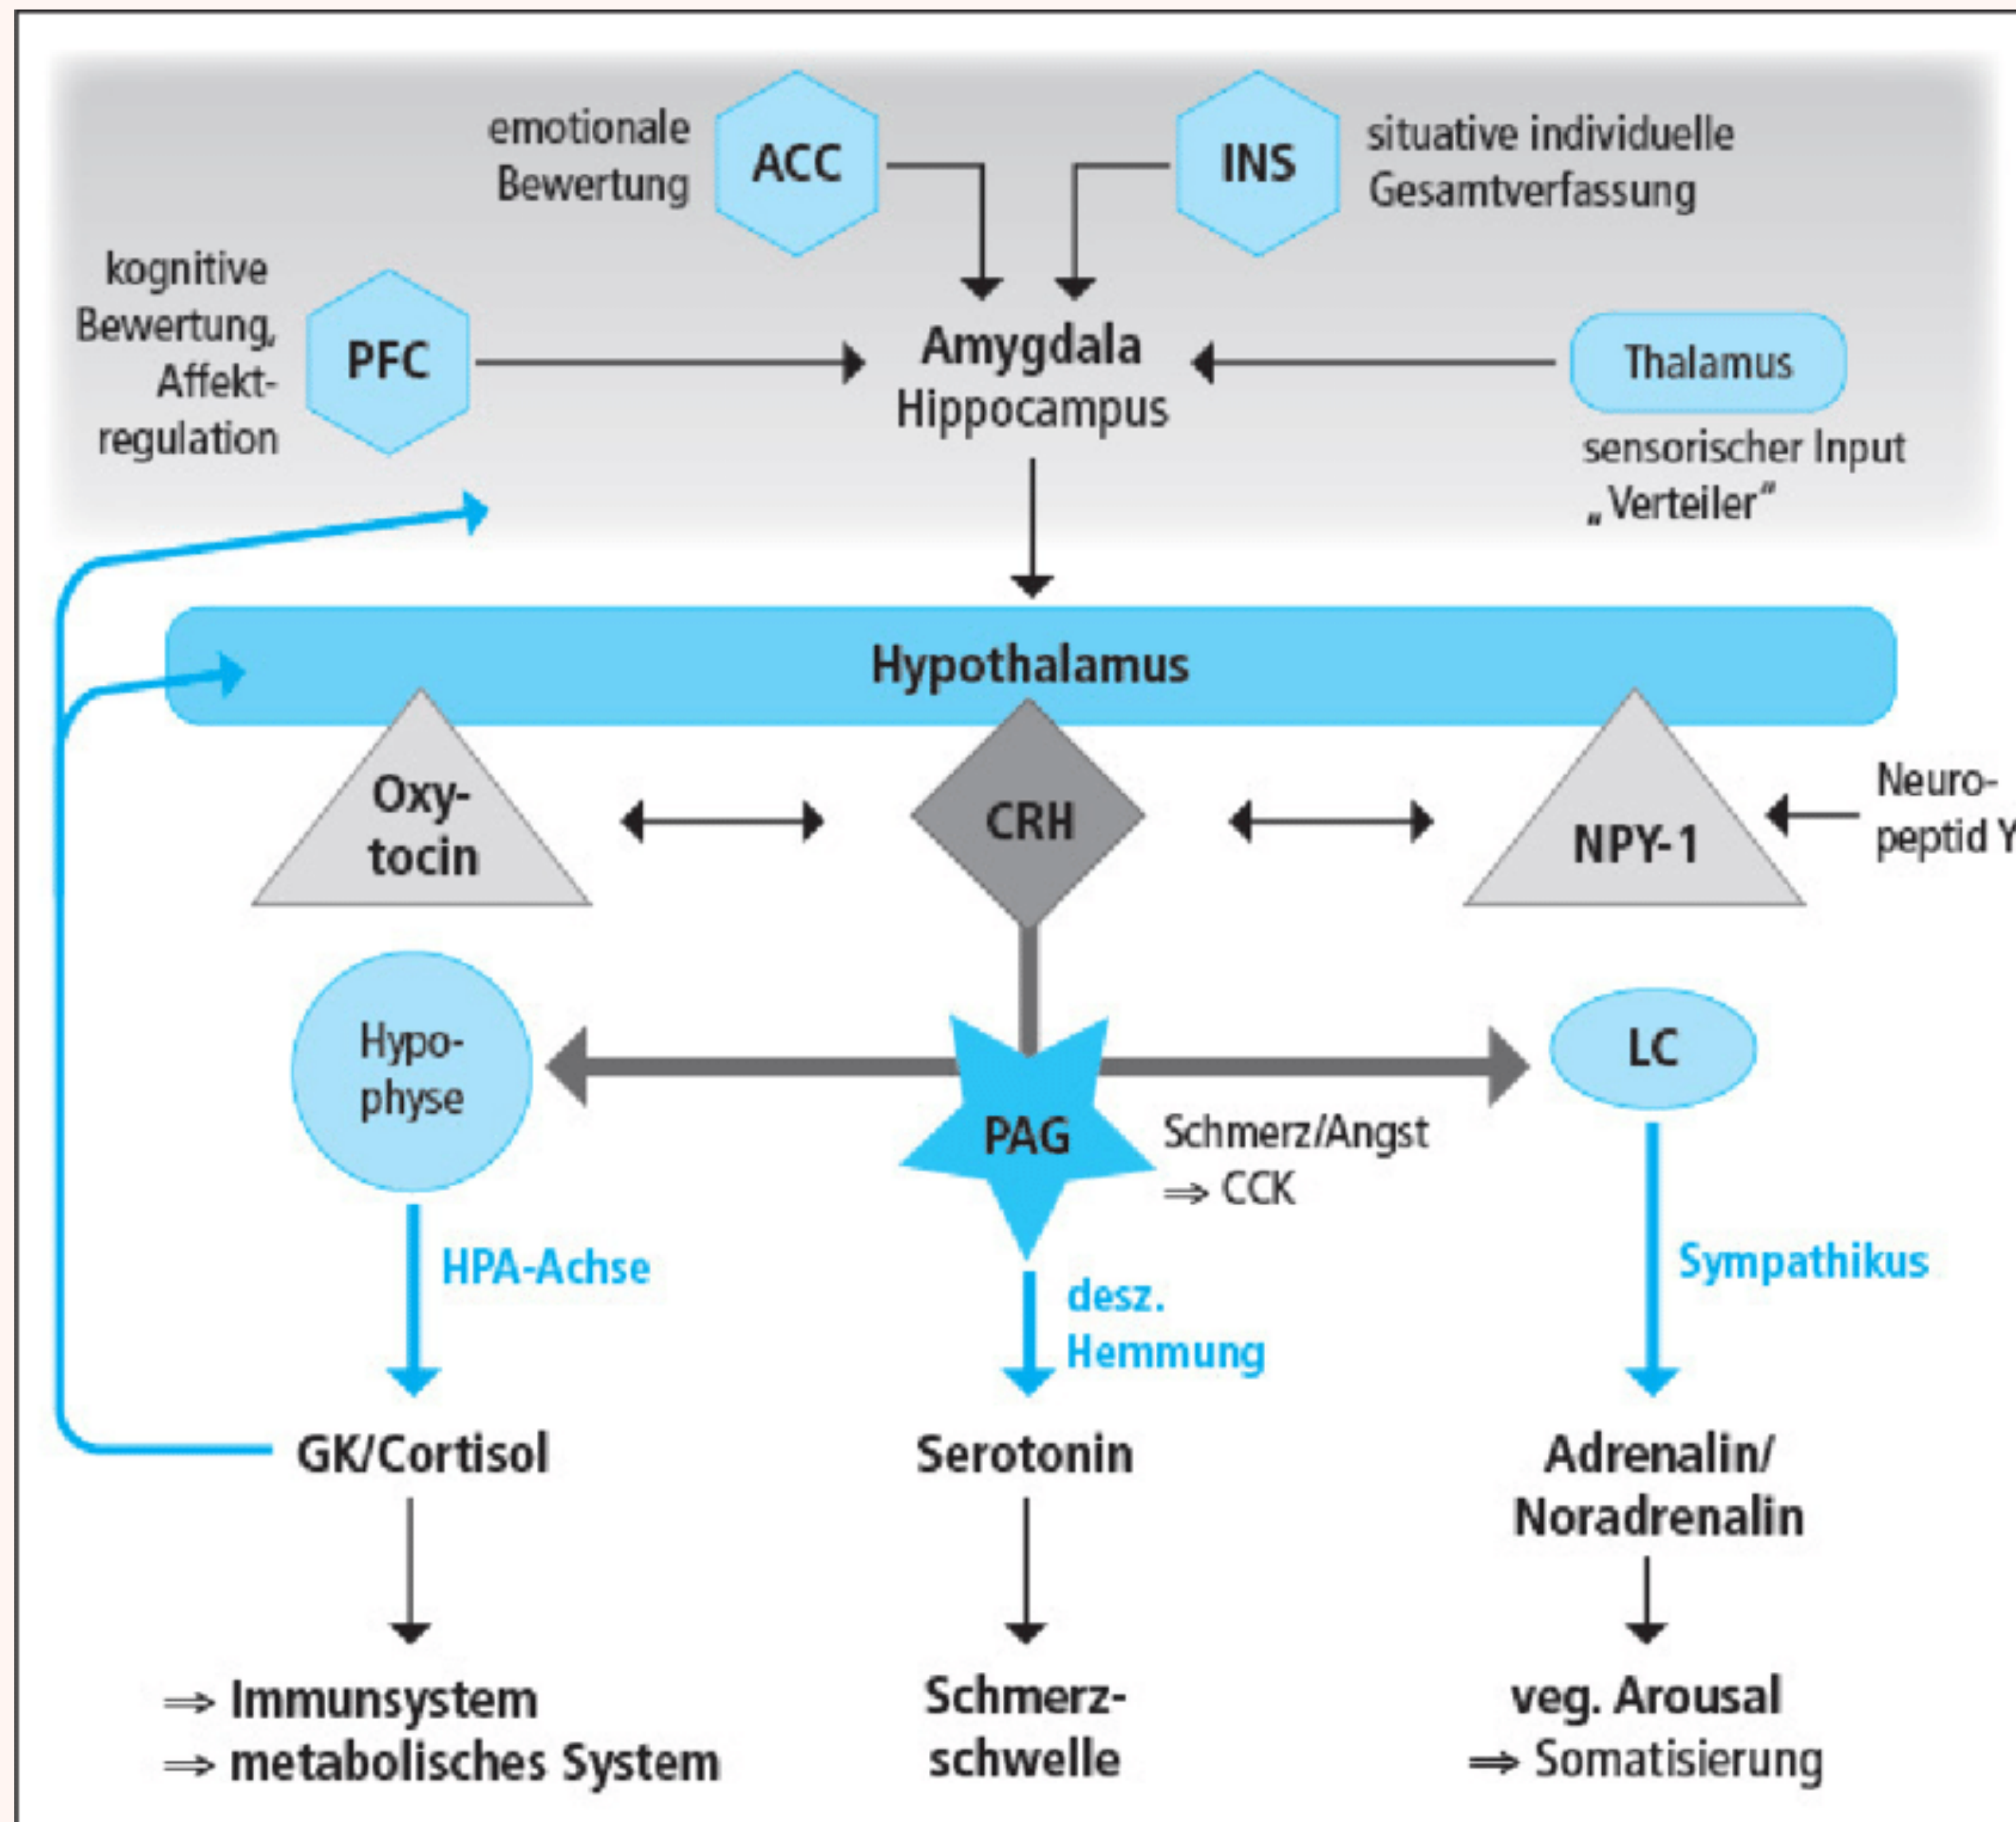 emotionale
Bewertung
ACC
INS
situative individuelle
Gesamtverfassung
kognitive
Bewertung,
Affekt-
regulation
PFC
Amygdala
Hippocampus
Thalamus
sensorischer Input
„Verteiler“
Hypothalamus
Oxy-
tocin
CRH
NPY-1
Neuro-
peptid Y
Hypo-
physe
PAG
Schmerz/Angst
⇒ CCK
LC
HPA-Achse
desz.
Hemmung
Sympathikus
GK/Cortisol
Serotonin
Adrenalin/
Noradrenalin
⇒ Immunsystem
⇒ metabolisches System
Schmerz-
schwelle
veg. Arousal
⇒ Somatisierung